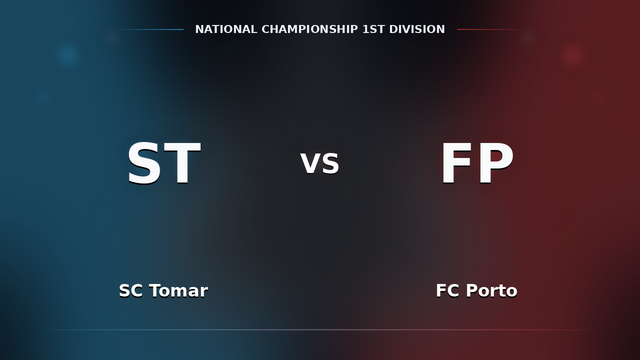 NATIONAL CHAMPIONSHIP 1ST DIVISION
ST VS FP
SC Tomar FC Porto